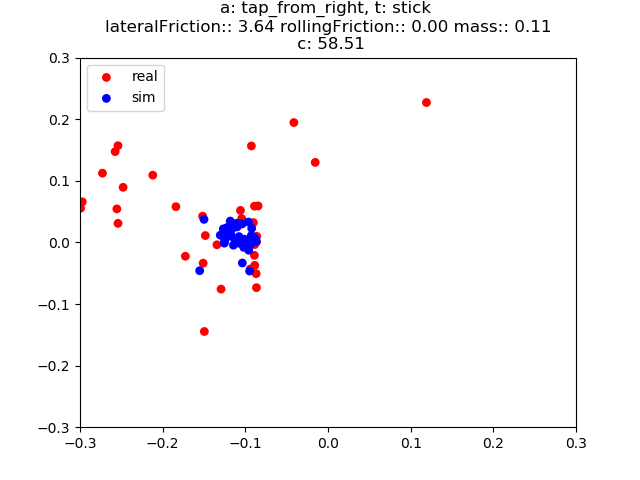 a: tap_from_right, t: stick
lateralFriction:: 3.64 rollingFriction:: 0.00 mass:: 0.11
c: 58.51
real
sim
0.3
0.2
0.1
0.0
−0.1
−0.2
−0.3
−0.3
−0.2
−0.1
0.0
0.1
0.2
0.3